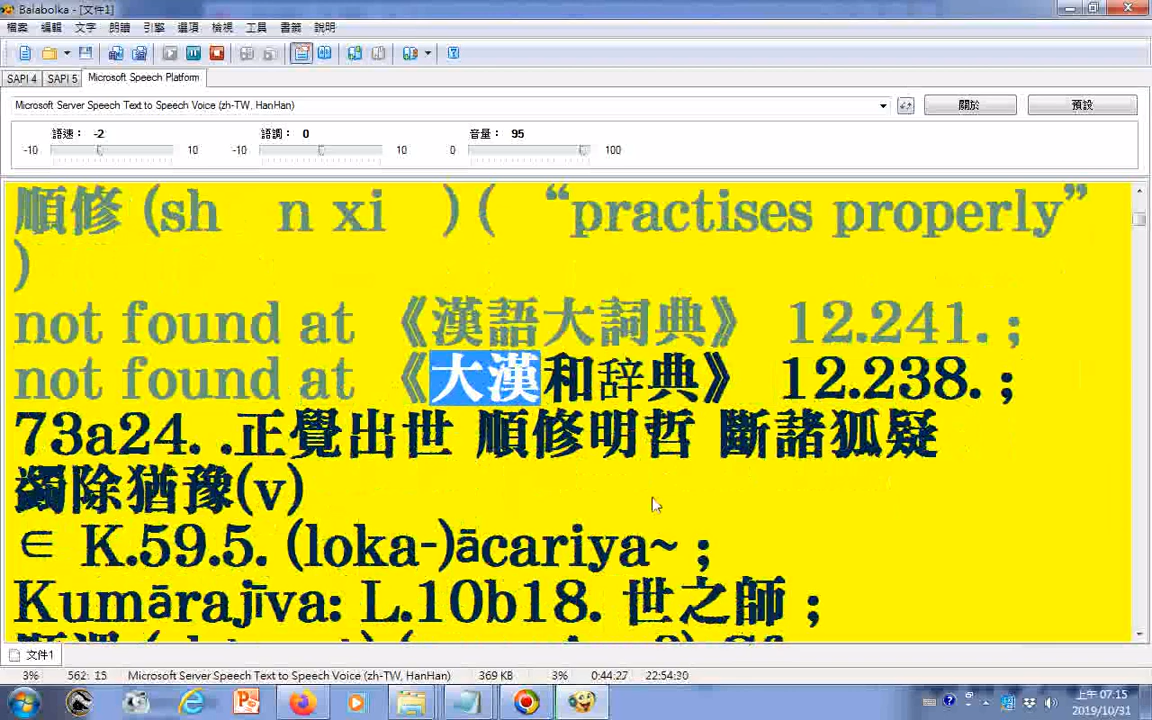 Balabolka - [文件1]
檔案 編輯 文字 朗讀 引擎 選項 檢視 工具 書籤 說明
SAPI 4 SAPI 5 Microsoft Speech Platform
Microsoft Server Speech Text to Speech Voice (zh-TW, HanHan) 關於 預設
語速： -2 語調： 0 音量： 95
-10 10 -10 10 0 100
順修 (sh n xi ) ( “practises properly”
)
not found at 《漢語大詞典》 12.241. ;
not found at 《大漢和辞典》 12.238. ;
73a24. .正覺出世 順修明哲 斷諸狐疑
蠲除猶豫(v)
∈ K.59.5. (loka-)ācariya~ ;
Kumārajīva: L.10b18. 世之師 ;
文件1
3% 562: 15 Microsoft Server Speech Text to Speech Voice (zh-TW, HanHan) 369 KB 3% 0:44:27 22:54:30
上午 07:15
2019/10/31